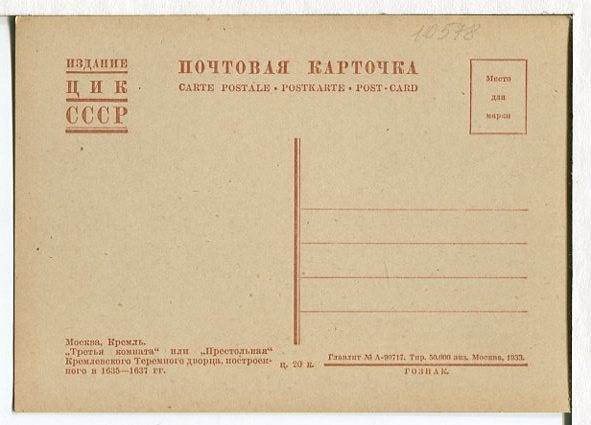 10578
ИЗДАНИЕ
ЦИК
СССР
ПОЧТОВАЯ КАРТОЧКА
CARTE POSTALE • POSTKARTE • POST-CARD
Место
для
марки
Москва, Кремль.
„Третья комната“ или „Престольная“
Кремлевского Теремного дворца, построен-
ного в 1635—1637 гг.
ц. 20 к.
Главлит № А-90717. Тир. 50.000 экз. Москва, 1933.
ГОЗНАК.